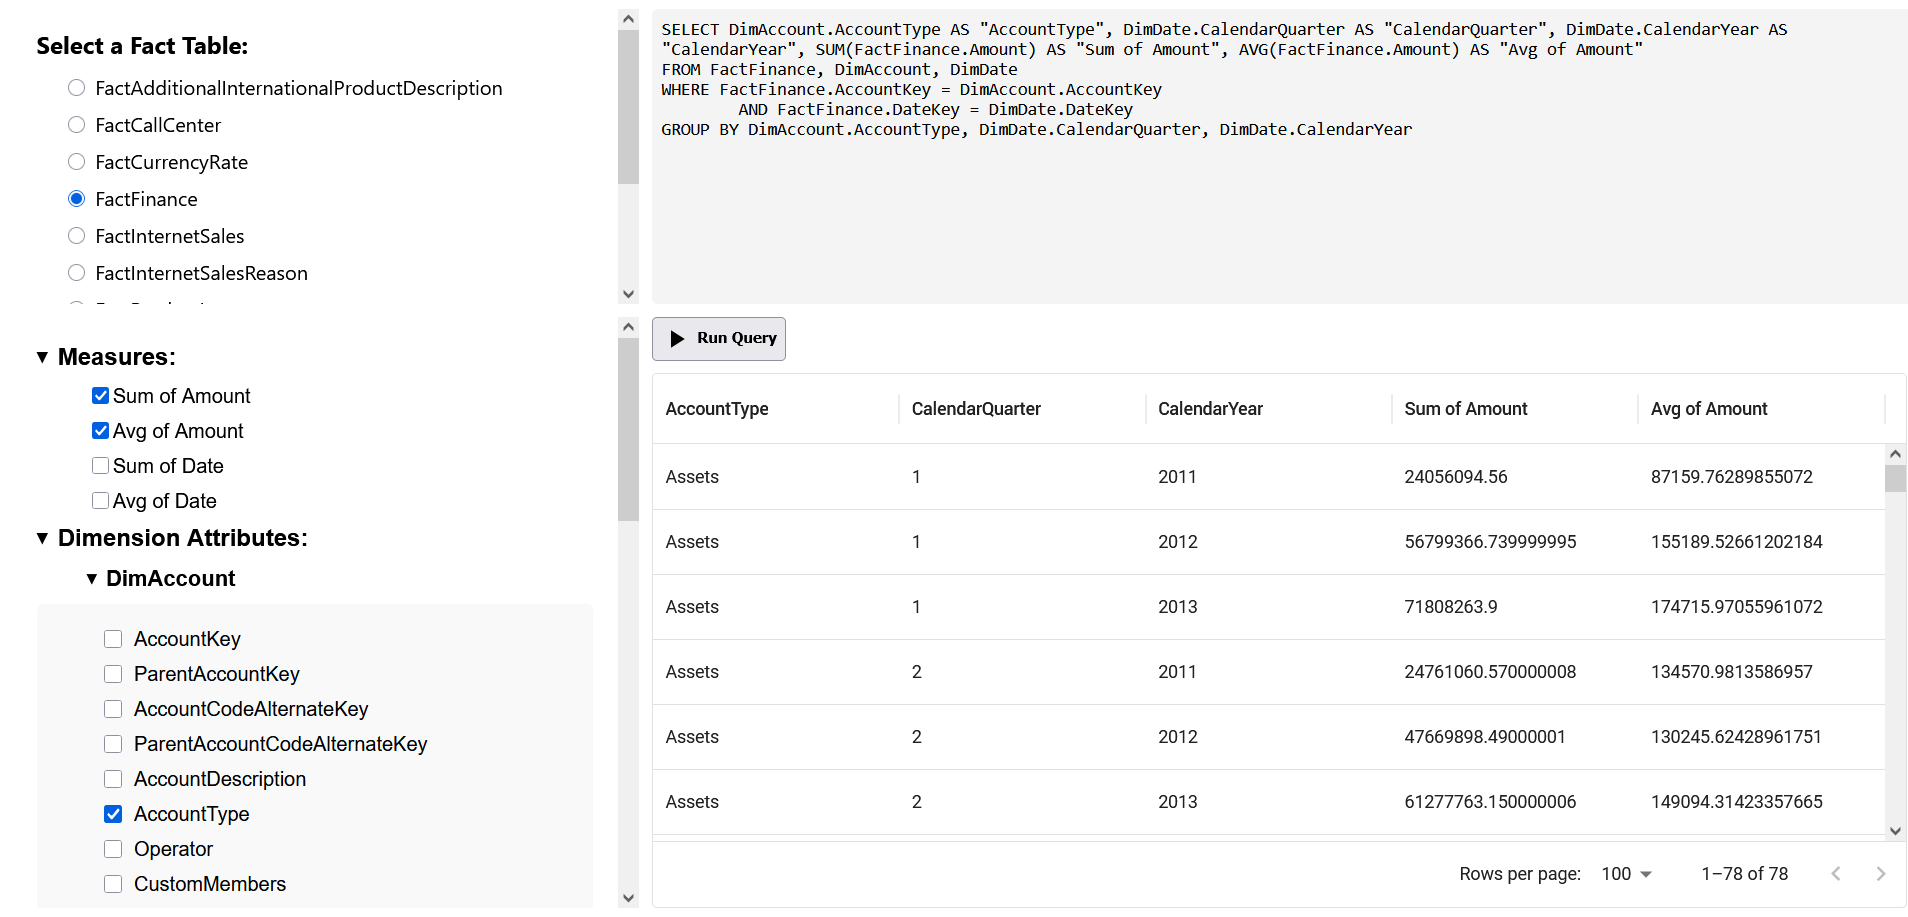 Select a Fact Table:
FactAdditionalInternationalProductDescription
FactCallCenter
FactCurrencyRate
FactFinance
FactInternetSales
FactInternetSalesReason
Measures:
Sum of Amount
Avg of Amount
Sum of Date
Avg of Date
Dimension Attributes:
DimAccount
AccountKey
ParentAccountKey
AccountCodeAlternateKey
ParentAccountCodeAlternateKey
AccountDescription
AccountType
Operator
CustomMembers
SELECT DimAccount.AccountType AS "AccountType", DimDate.CalendarQuarter AS "CalendarQuarter", DimDate.CalendarYear AS
"CalendarYear", SUM(FactFinance.Amount) AS "Sum of Amount", AVG(FactFinance.Amount) AS "Avg of Amount"
FROM FactFinance, DimAccount, DimDate
WHERE FactFinance.AccountKey = DimAccount.AccountKey
AND FactFinance.DateKey = DimDate.DateKey
GROUP BY DimAccount.AccountType, DimDate.CalendarQuarter, DimDate.CalendarYear
Run Query
AccountType CalendarQuarter CalendarYear Sum of Amount Avg of Amount
Assets 1 2011 24056094.56 87159.76289855072
Assets 1 2012 56799366.739999995 155189.52661202184
Assets 1 2013 71808263.9 174715.97055961072
Assets 2 2011 24761060.570000008 134570.9813586957
Assets 2 2012 47669898.49000001 130245.62428961751
Assets 2 2013 61277763.150000006 149094.31423357665
Rows per page: 100 1–78 of 78